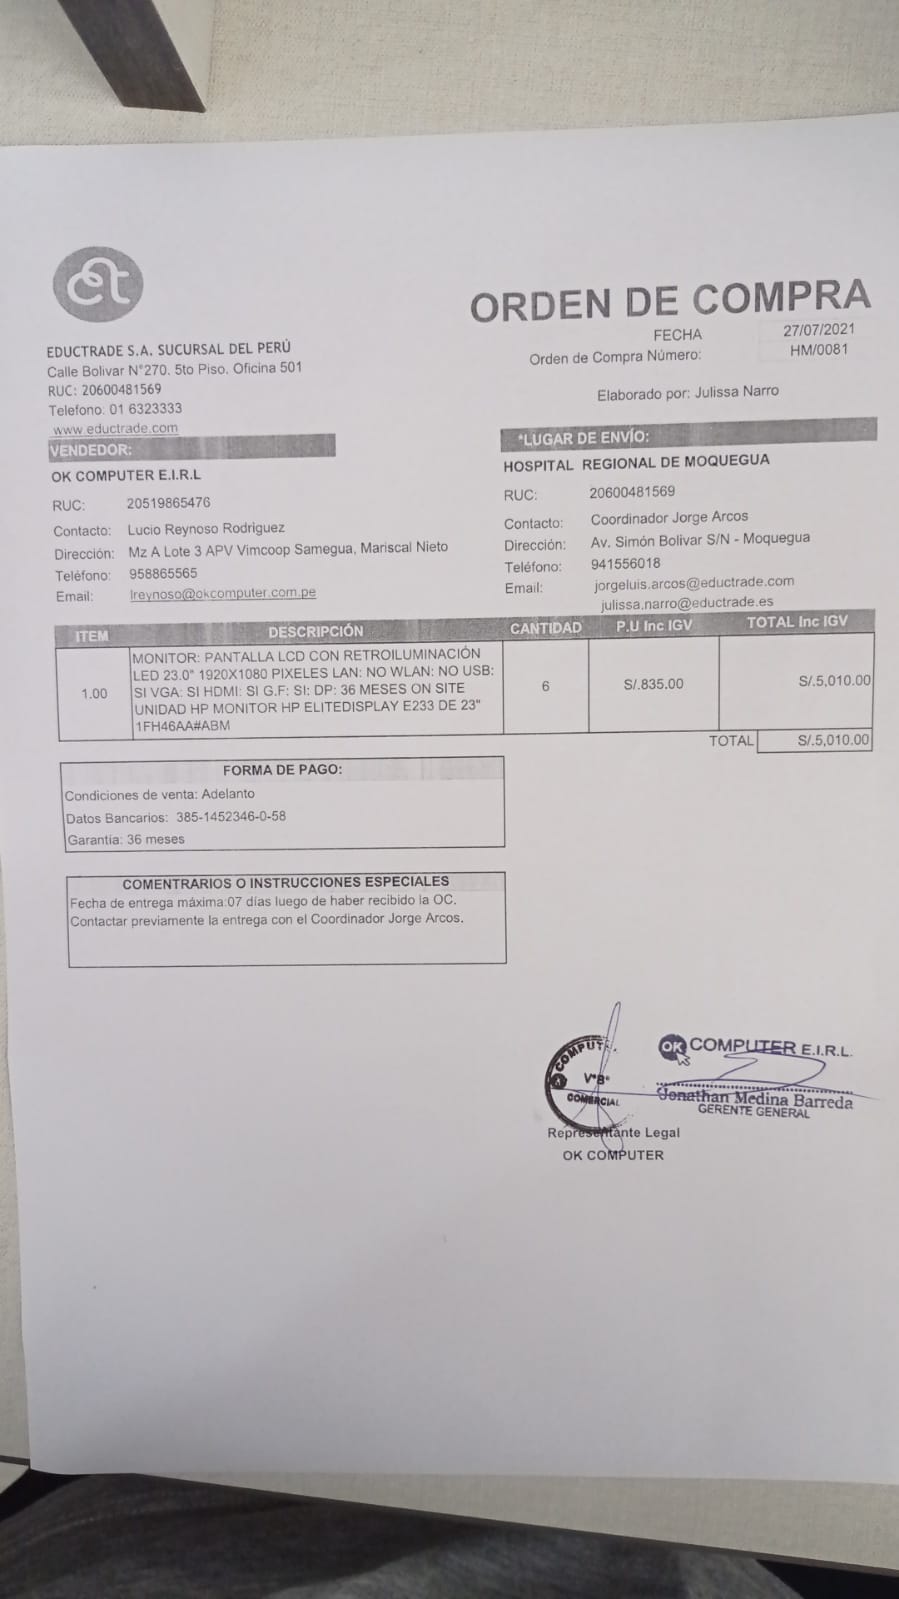 et
ORDEN DE COMPRA
FECHA 27/07/2021
Orden de Compra Número: HM/0081
Elaborado por: Julissa Narro
EDUCTRADE S.A. SUCURSAL DEL PERÚ
Calle Bolivar N°270. 5to Piso. Oficina 501
RUC: 20600481569
Telefono: 01 6323333
www.eductrade.com
VENDEDOR:
OK COMPUTER E.I.R.L
RUC: 20519865476
Contacto: Lucio Reynoso Rodriguez
Dirección: Mz A Lote 3 APV Vimcoop Samegua, Mariscal Nieto
Teléfono: 958865565
Email: lreynoso@okcomputer.com.pe
*LUGAR DE ENVÍO:
HOSPITAL REGIONAL DE MOQUEGUA
RUC: 20600481569
Contacto: Coordinador Jorge Arcos
Dirección: Av. Simón Bolivar S/N - Moquegua
Teléfono: 941556018
Email: jorgeluis.arcos@eductrade.com
julissa.narro@eductrade.es
ITEM DESCRIPCIÓN CANTIDAD P.U Inc IGV TOTAL Inc IGV
MONITOR: PANTALLA LCD CON RETROILUMINACIÓN
LED 23.0" 1920X1080 PIXELES LAN: NO WLAN: NO USB:
1.00 SI VGA: SI HDMI: SI G.F: SI: DP: 36 MESES ON SITE 6 S/.835.00 S/.5,010.00
UNIDAD HP MONITOR HP ELITEDISPLAY E233 DE 23"
1FH46AA#ABM
TOTAL S/.5,010.00
FORMA DE PAGO:
Condiciones de venta: Adelanto
Datos Bancarios: 385-1452346-0-58
Garantía: 36 meses
COMENTRARIOS O INSTRUCCIONES ESPECIALES
Fecha de entrega máxima:07 días luego de haber recibido la OC.
Contactar previamente la entrega con el Coordinador Jorge Arcos.
COMPUT
V°B°
COMERCIAL
OK COMPUTER E.I.R.L.
Jonathan Medina Barreda
GERENTE GENERAL
Representante Legal
OK COMPUTER